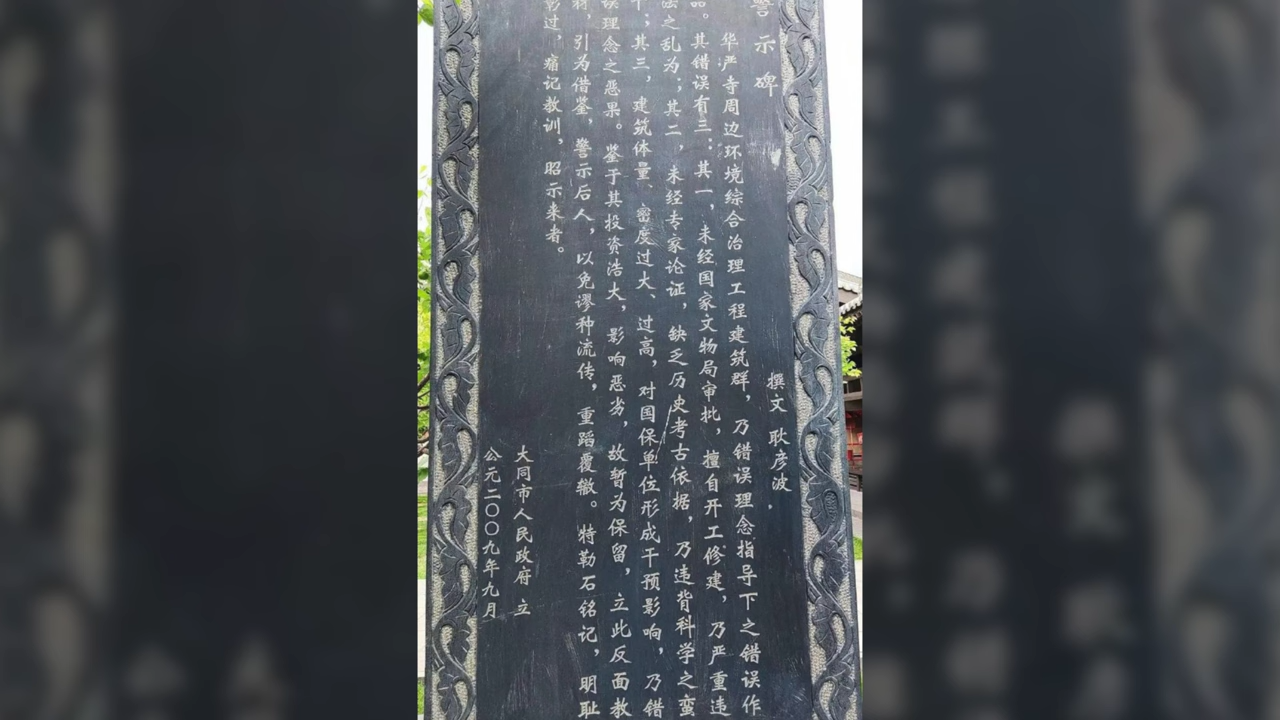 警示碑
撰文 耿彦波
华严寺周边环境综合治理工程建筑群，乃错误理念指导下之错误作
品。其错误有三：其一，未经国家文物局审批，擅自开工修建，乃严重违
法之乱为；其二，未经专家论证，缺乏历史考古依据，乃违背科学之蛮
干；其三，建筑体量、密度过大、过高，对国保单位形成干预影响，乃错
误理念之恶果。鉴于其投资浩大，影响恶劣，故暂为保留，立此反面教
材，引为借鉴，警示后人，以免谬种流传，重蹈覆辙。特勒石铭记，明耻
彰过，痛记教训，昭示来者。
大同市人民政府 立
公元二〇〇九年九月